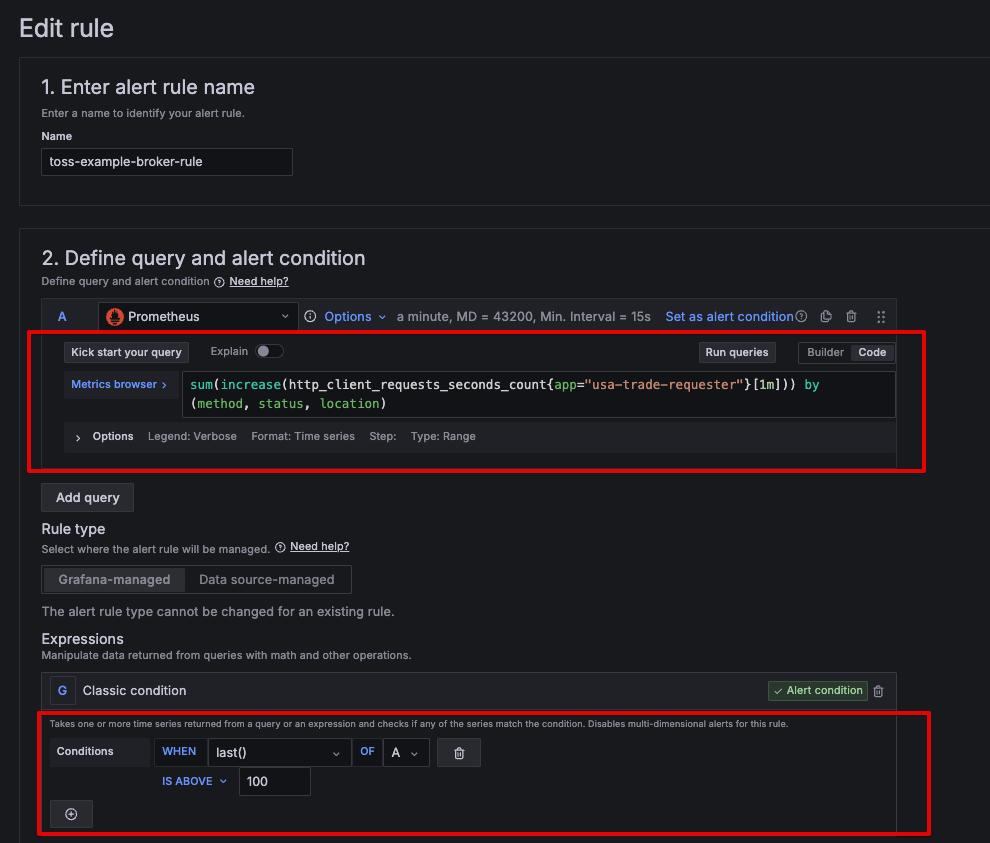 Edit rule
1. Enter alert rule name
Enter a name to identify your alert rule.
Name
toss-example-broker-rule
2. Define query and alert condition
Define query and alert condition Need help?
A Prometheus Options a minute, MD = 43200, Min. Interval = 15s Set as alert condition
Kick start your query Explain Run queries Builder Code
Metrics browser > sum(increase(http_client_requests_seconds_count{app="usa-trade-requester"}[1m])) by
(method, status, location)
> Options Legend: Verbose Format: Time series Step: Type: Range
Add query
Rule type
Select where the alert rule will be managed. Need help?
Grafana-managed Data source-managed
The alert rule type cannot be changed for an existing rule.
Expressions
Manipulate data returned from queries with math and other operations.
G Classic condition Alert condition
Takes one or more time series returned from a query or an expression and checks if any of the series match the condition. Disables multi-dimensional alerts for this rule.
Conditions WHEN last() OF A
IS ABOVE 100